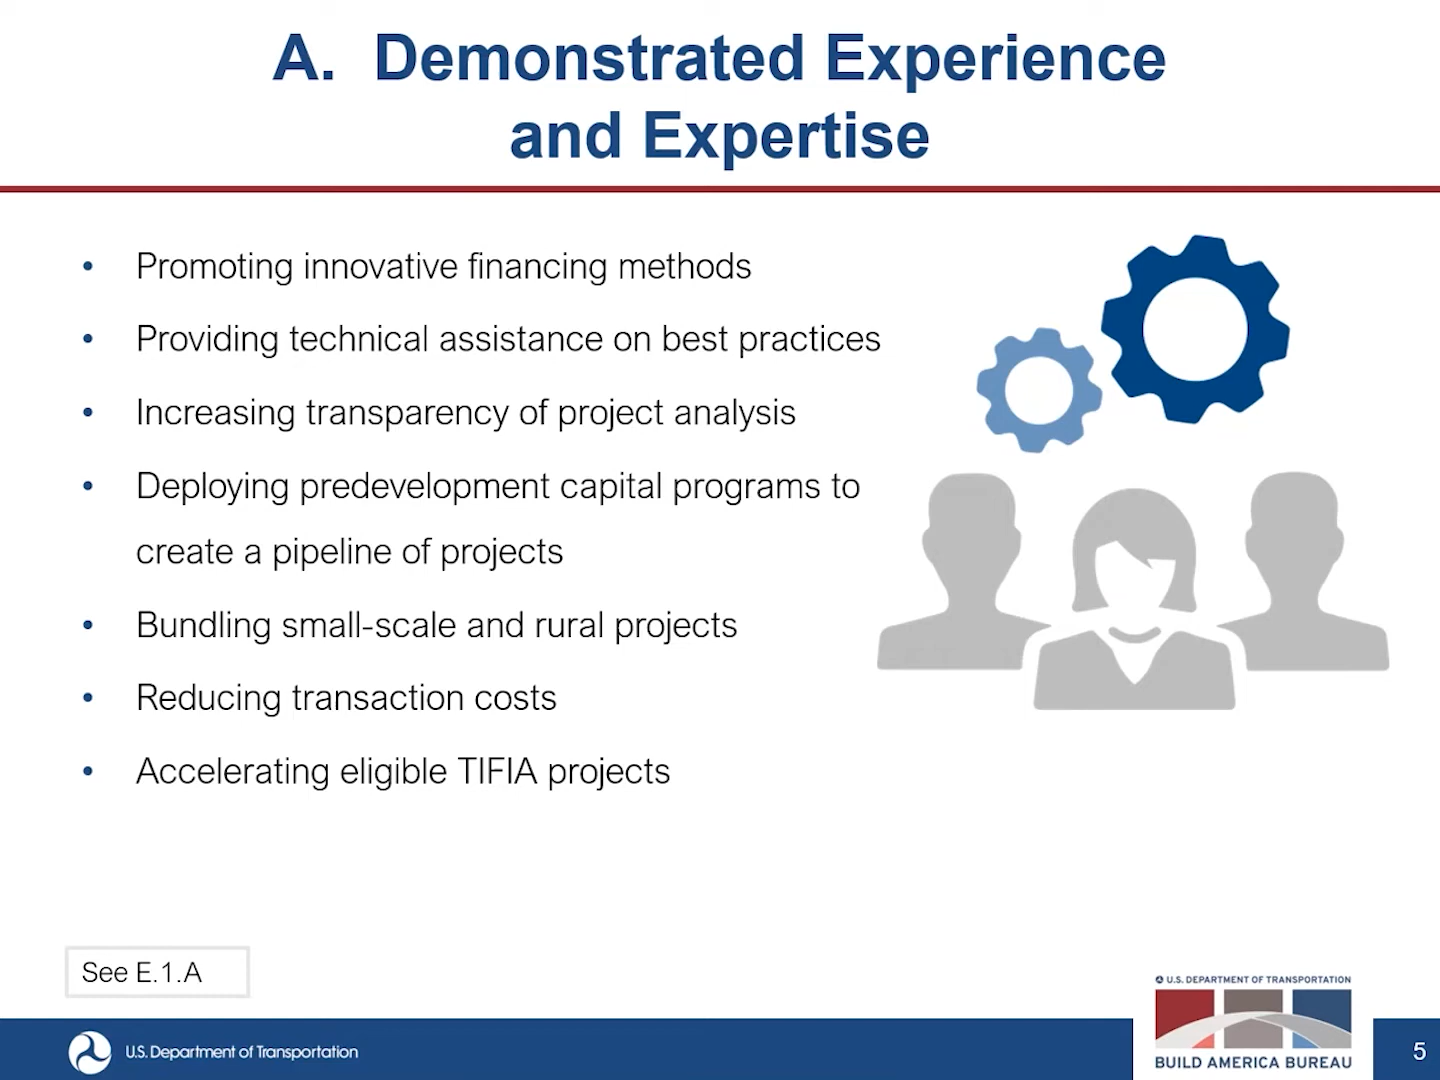 A. Demonstrated Experience
and Expertise
• Promoting innovative financing methods
• Providing technical assistance on best practices
• Increasing transparency of project analysis
• Deploying predevelopment capital programs to
create a pipeline of projects
• Bundling small-scale and rural projects
• Reducing transaction costs
• Accelerating eligible TIFIA projects
See E.1.A
U.S. DEPARTMENT OF TRANSPORTATION
BUILD AMERICA BUREAU
U.S. Department of Transportation
5